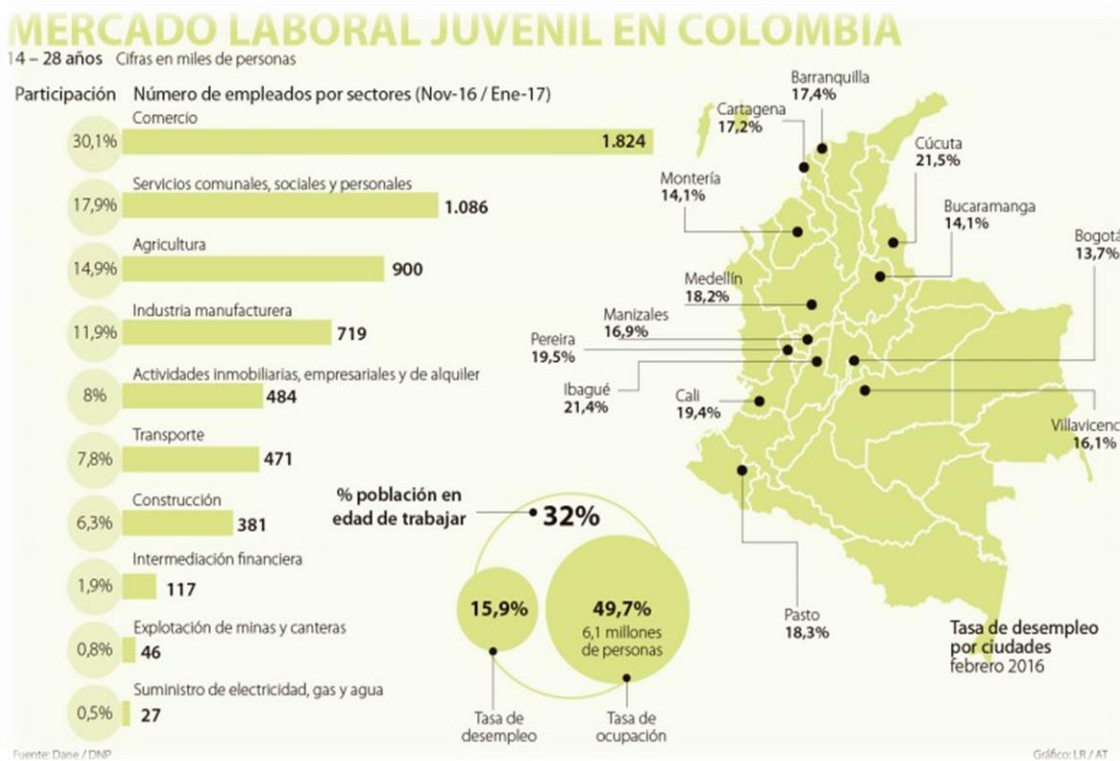 MERCADO LABORAL JUVENIL EN COLOMBIA
14 – 28 años Cifras en miles de personas
Participación Número de empleados por sectores (Nov-16 / Ene-17)
Comercio
30,1% 1.824
Servicios comunales, sociales y personales
17,9% 1.086
Agricultura
14,9% 900
Industria manufacturera
11,9% 719
Actividades inmobiliarias, empresariales y de alquiler
8% 484
Transporte
7,8% 471
Construcción
6,3% 381
Intermediación financiera
1,9% 117
Explotación de minas y canteras
0,8% 46
Suministro de electricidad, gas y agua
0,5% 27
% población en
edad de trabajar
32%
15,9%
Tasa de
desempleo
49,7%
6,1 millones
de personas
Tasa de
ocupación
Barranquilla
17,4%
Cartagena
17,2%
Cúcuta
21,5%
Montería
14,1%
Bucaramanga
14,1%
Bogotá
13,7%
Medellín
18,2%
Manizales
16,9%
Pereira
19,5%
Ibagué
21,4%
Cali
19,4%
Villavicenc
16,1%
Pasto
18,3%
Tasa de desempleo
por ciudades
febrero 2016
Fuente: Dane / DNP
Gráfico: LR / AT